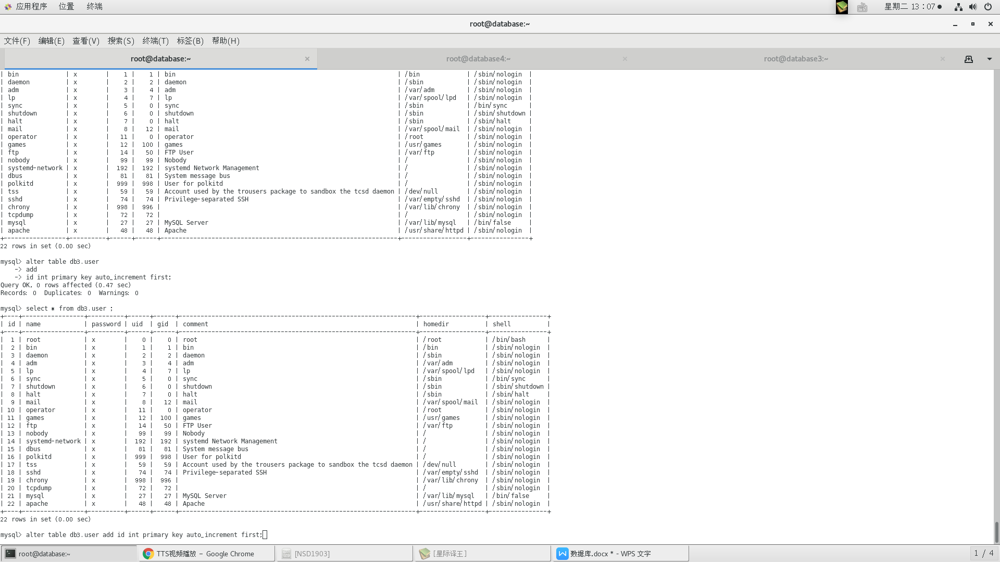 应用程序 位置 终端 星期二 13：07
root@database:~
文件(F) 编辑(E) 查看(V) 搜索(S) 终端(T) 标签(B) 帮助(H)
root@database:~ × root@database4:~ × root@database3:~ ×
| bin             | x        |    1 |    1 | bin                                                             | /bin            | /sbin/nologin  |
| daemon          | x        |    2 |    2 | daemon                                                          | /sbin           | /sbin/nologin  |
| adm             | x        |    3 |    4 | adm                                                             | /var/adm        | /sbin/nologin  |
| lp              | x        |    4 |    7 | lp                                                              | /var/spool/lpd  | /sbin/nologin  |
| sync            | x        |    5 |    0 | sync                                                            | /sbin           | /bin/sync      |
| shutdown        | x        |    6 |    0 | shutdown                                                        | /sbin           | /sbin/shutdown |
| halt            | x        |    7 |    0 | halt                                                            | /sbin           | /sbin/halt     |
| mail            | x        |    8 |   12 | mail                                                            | /var/spool/mail | /sbin/nologin  |
| operator        | x        |   11 |    0 | operator                                                        | /root           | /sbin/nologin  |
| games           | x        |   12 |  100 | games                                                           | /usr/games      | /sbin/nologin  |
| ftp             | x        |   14 |   50 | FTP User                                                        | /var/ftp        | /sbin/nologin  |
| nobody          | x        |   99 |   99 | Nobody                                                          | /               | /sbin/nologin  |
| systemd-network | x        |  192 |  192 | systemd Network Management                                      | /               | /sbin/nologin  |
| dbus            | x        |   81 |   81 | System message bus                                              | /               | /sbin/nologin  |
| polkitd         | x        |  999 |  998 | User for polkitd                                                | /               | /sbin/nologin  |
| tss             | x        |   59 |   59 | Account used by the trousers package to sandbox the tcsd daemon | /dev/null       | /sbin/nologin  |
| sshd            | x        |   74 |   74 | Privilege-separated SSH                                         | /var/empty/sshd | /sbin/nologin  |
| chrony          | x        |  998 |  996 |                                                                 | /var/lib/chrony | /sbin/nologin  |
| tcpdump         | x        |   72 |   72 |                                                                 | /               | /sbin/nologin  |
| mysql           | x        |   27 |   27 | MySQL Server                                                    | /var/lib/mysql  | /bin/false     |
| apache          | x        |   48 |   48 | Apache                                                          | /usr/share/httpd | /sbin/nologin  |
22 rows in set (0.00 sec)
mysql> alter table db3.user
    -> add
    -> id int primary key auto_increment first;
Query OK, 0 rows affected (0.47 sec)
Records: 0  Duplicates: 0  Warnings: 0
mysql> select * from db3.user ;
| id | name            | password | uid  | gid  | comment                                                         | homedir          | shell          |
|  1 | root            | x        |    0 |    0 | root                                                            | /root            | /bin/bash      |
|  2 | bin             | x        |    1 |    1 | bin                                                             | /bin             | /sbin/nologin  |
|  3 | daemon          | x        |    2 |    2 | daemon                                                          | /sbin            | /sbin/nologin  |
|  4 | adm             | x        |    3 |    4 | adm                                                             | /var/adm         | /sbin/nologin  |
|  5 | lp              | x        |    4 |    7 | lp                                                              | /var/spool/lpd   | /sbin/nologin  |
|  6 | sync            | x        |    5 |    0 | sync                                                            | /sbin            | /bin/sync      |
|  7 | shutdown        | x        |    6 |    0 | shutdown                                                        | /sbin            | /sbin/shutdown |
|  8 | halt            | x        |    7 |    0 | halt                                                            | /sbin            | /sbin/halt     |
|  9 | mail            | x        |    8 |   12 | mail                                                            | /var/spool/mail  | /sbin/nologin  |
| 10 | operator        | x        |   11 |    0 | operator                                                        | /root            | /sbin/nologin  |
| 11 | games           | x        |   12 |  100 | games                                                           | /usr/games       | /sbin/nologin  |
| 12 | ftp             | x        |   14 |   50 | FTP User                                                        | /var/ftp         | /sbin/nologin  |
| 13 | nobody          | x        |   99 |   99 | Nobody                                                          | /                | /sbin/nologin  |
| 14 | systemd-network | x        |  192 |  192 | systemd Network Management                                      | /                | /sbin/nologin  |
| 15 | dbus            | x        |   81 |   81 | System message bus                                              | /                | /sbin/nologin  |
| 16 | polkitd         | x        |  999 |  998 | User for polkitd                                                | /                | /sbin/nologin  |
| 17 | tss             | x        |   59 |   59 | Account used by the trousers package to sandbox the tcsd daemon | /dev/null        | /sbin/nologin  |
| 18 | sshd            | x        |   74 |   74 | Privilege-separated SSH                                         | /var/empty/sshd  | /sbin/nologin  |
| 19 | chrony          | x        |  998 |  996 |                                                                 | /var/lib/chrony  | /sbin/nologin  |
| 20 | tcpdump         | x        |   72 |   72 |                                                                 | /                | /sbin/nologin  |
| 21 | mysql           | x        |   27 |   27 | MySQL Server                                                    | /var/lib/mysql   | /bin/false     |
| 22 | apache          | x        |   48 |   48 | Apache                                                          | /usr/share/httpd | /sbin/nologin  |
22 rows in set (0.00 sec)
mysql> alter table db3.user add id int primary key auto_increment first;
root@database:~ TTS视频播放 - Google Chrome [NSD1903] [星际译王] 数据库.docx * - WPS 文字 1 / 4